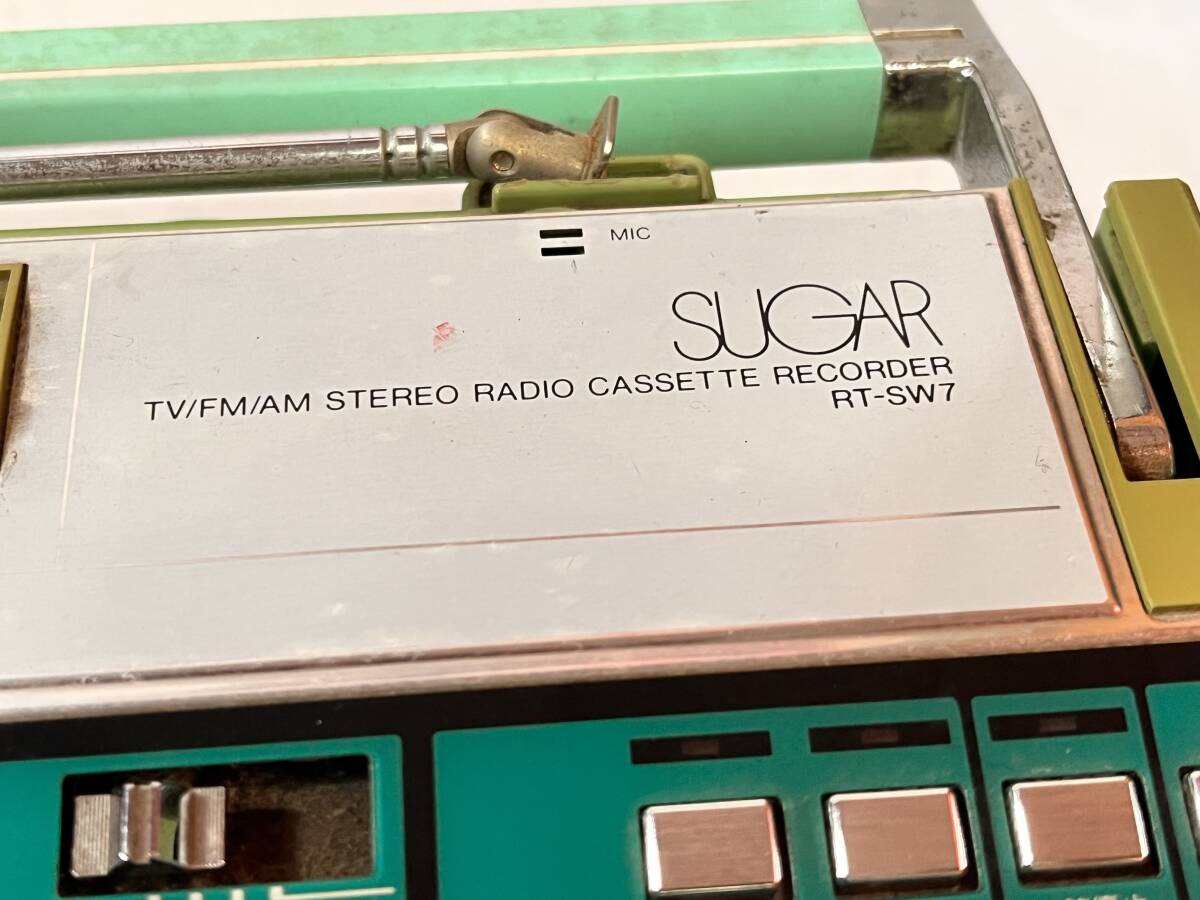 MIC
SUGAR
TV/FM/AM STEREO RADIO CASSETTE RECORDER
RT-SW7